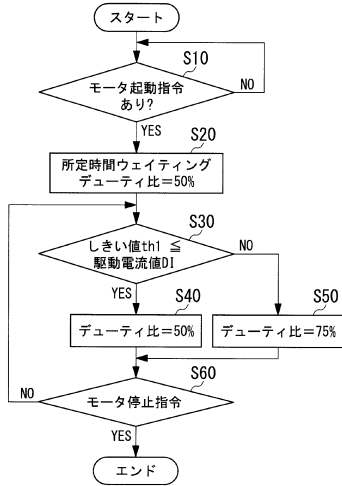 スタート
S10
モータ起動指令
あり?
NO
YES
S20
所定時間ウェイティング
デューティ比=50%
S30
しきい値th1 ≦
駆動電流値DI
NO
YES
S40
デューティ比=50%
S50
デューティ比=75%
S60
NO
モータ停止指令
YES
エンド